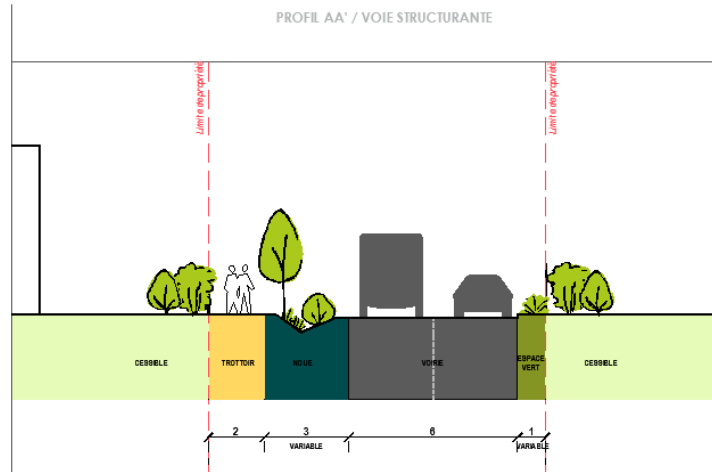 PROFIL AA' / VOIE STRUCTURANTE
Limite de propriété
Limite de propriété
CESSIBLE
TROTTOIR
NOUE
VOIRIE
ESPACE
VERT
CESSIBLE
2
3
6
1
VARIABLE
VARIABLE